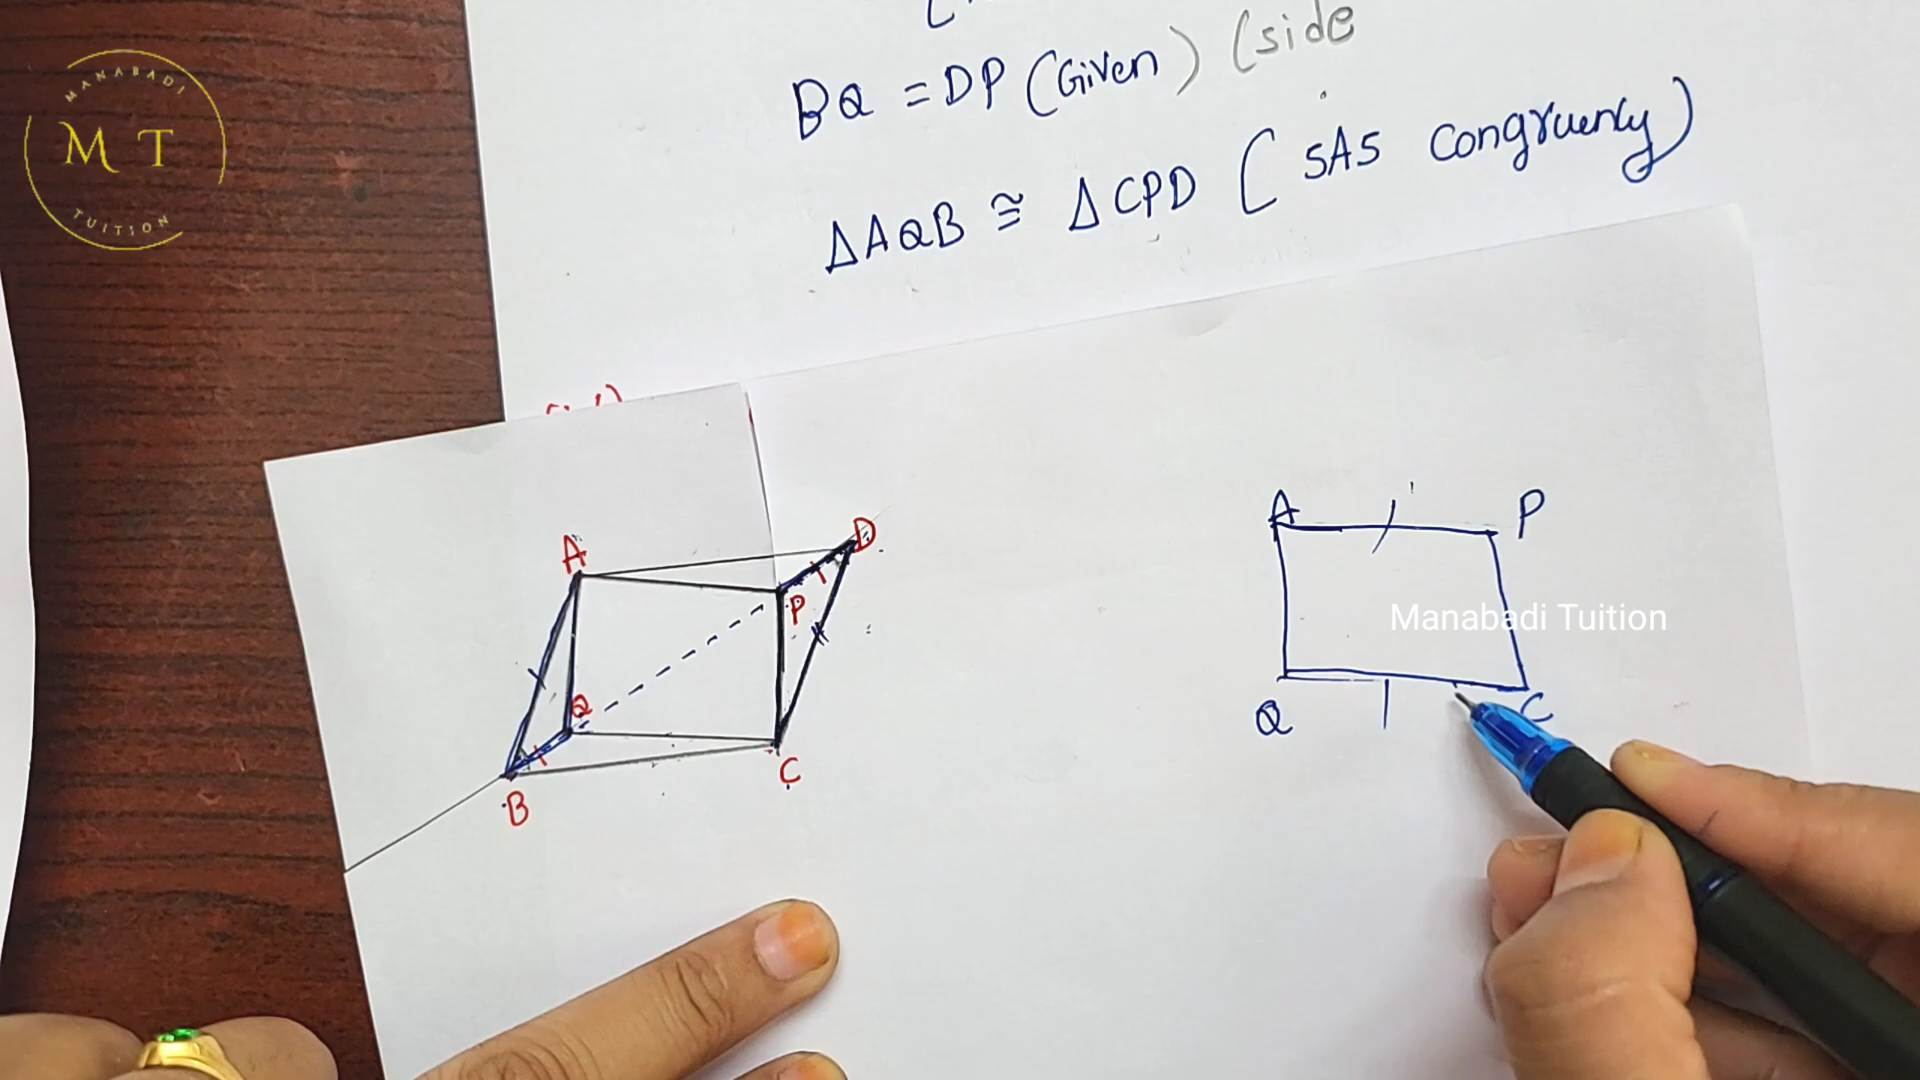 MANABADI
M T
TUITION
BQ = DP (Given) (side
ΔAQB ≅ ΔCPD ( SAS congruency)
A
D
P
Q
B
C
A
P
Manabadi Tuition
Q
C